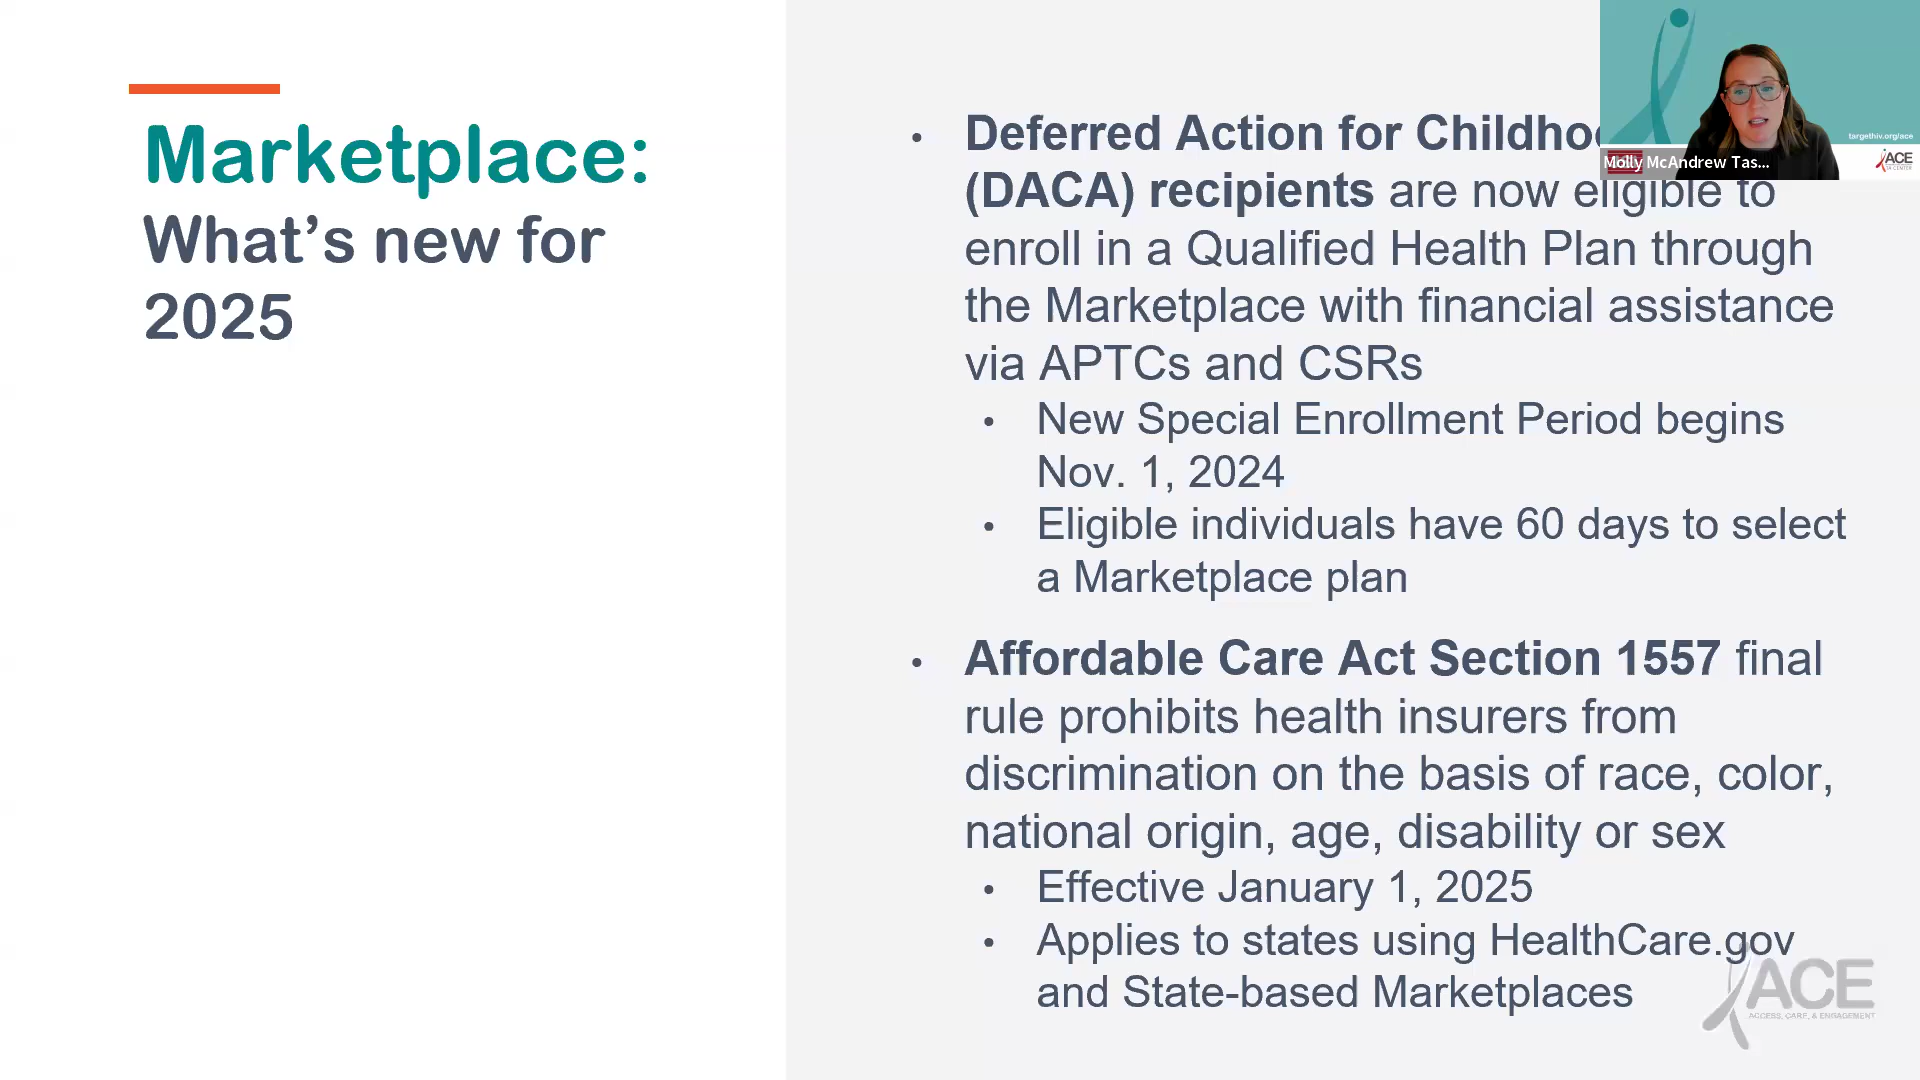 Marketplace:
What's new for
2025
• Deferred Action for Childhoo
(DACA) recipients are now eligible to
enroll in a Qualified Health Plan through
the Marketplace with financial assistance
via APTCs and CSRs
• New Special Enrollment Period begins
Nov. 1, 2024
• Eligible individuals have 60 days to select
a Marketplace plan
• Affordable Care Act Section 1557 final
rule prohibits health insurers from
discrimination on the basis of race, color,
national origin, age, disability or sex
• Effective January 1, 2025
• Applies to states using HealthCare.gov
and State-based Marketplaces
targethiv.org/ace
Molly McAndrew Tas...
ACE
ACE
ACCESS, CARE, & ENGAGEMENT